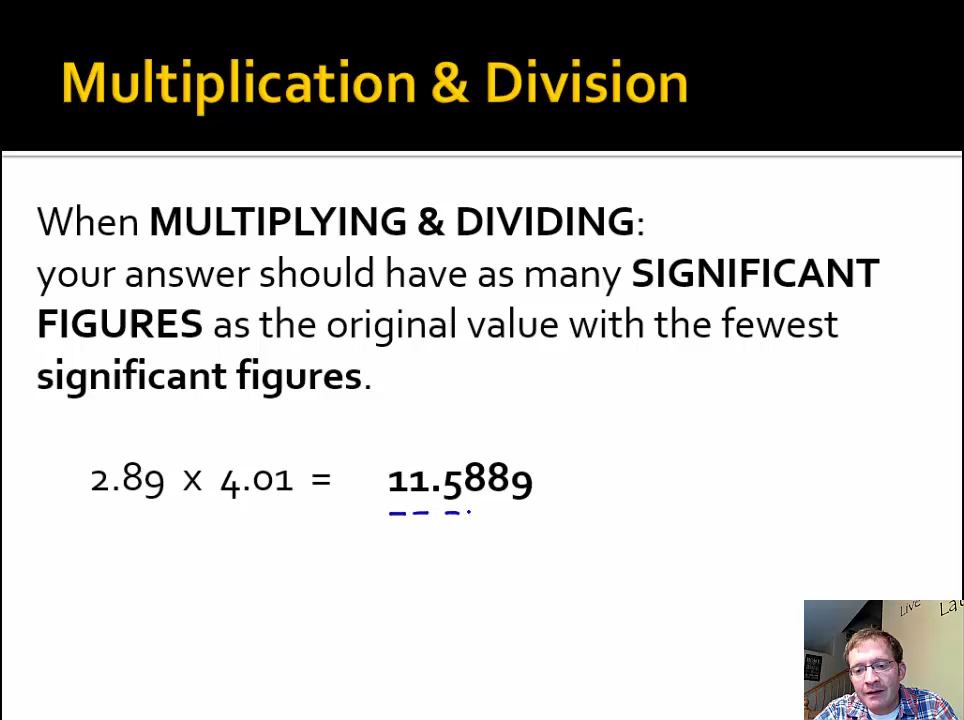 Multiplication & Division
When MULTIPLYING & DIVIDING:
your answer should have as many SIGNIFICANT
FIGURES as the original value with the fewest
significant figures.
2.89 x 4.01 = 11.5889
Live